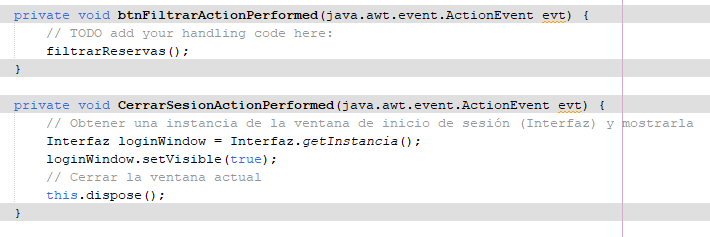 private void btnFiltrarActionPerformed(java.awt.event.ActionEvent evt) {
// TODO add your handling code here:
filtrarReservas();
}
private void CerrarSesionActionPerformed(java.awt.event.ActionEvent evt) {
// Obtener una instancia de la ventana de inicio de sesión (Interfaz) y mostrarla
Interfaz loginWindow = Interfaz.getInstancia();
loginWindow.setVisible(true);
// Cerrar la ventana actual
this.dispose();
}